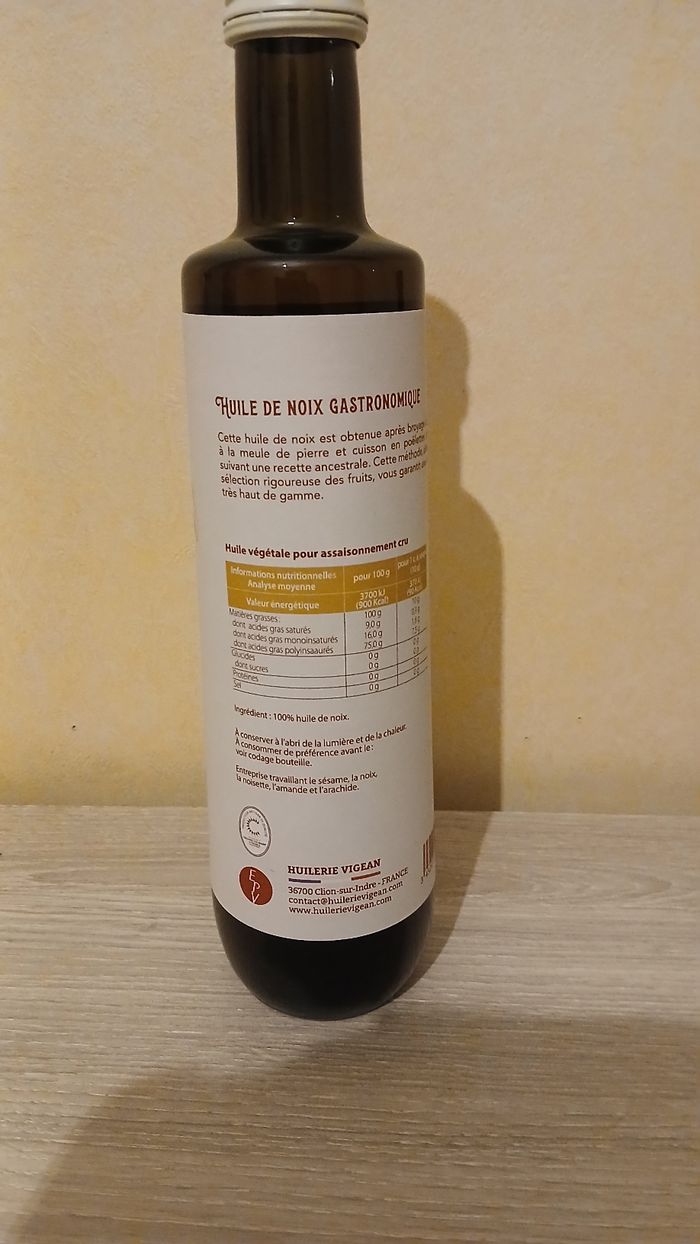 HUILE DE NOIX GASTRONOMIQUE
Cette huile de noix est obtenue après
à la meule de pierre et cuisson en
suivant une recette ancestrale. Cette méthode,
sélection rigoureuse des fruits, vous garantit
très haut de gamme.
Huile végétale pour assaisonnement cru
Informations nutritionnelles
Analyse moyenne
pour 100 g
Valeur énergétique 3700 kJ
(900 Kcal)
Matières grasses: 100 g
dont acides gras saturés 9,0 g
dont acides gras monoinsaturés 16,0 g
dont acides gras polyinsaaurés 75,0 g
Glucides 0 g
dont sucres 0 g
Protéines 0 g
Sel 0 g
Ingrédient : 100% huile de noix.
À conserver à l'abri de la lumière et de la chaleur.
À consommer de préférence avant le :
voir codage bouteille.
Entreprise travaillant le sésame, la noix,
la noisette, l'amande et l'arachide.
EPV
HUILERIE VIGEAN
36700 Clion-sur-Indre - FRANCE
contact@huilerievigean.com
www.huilerievigean.com